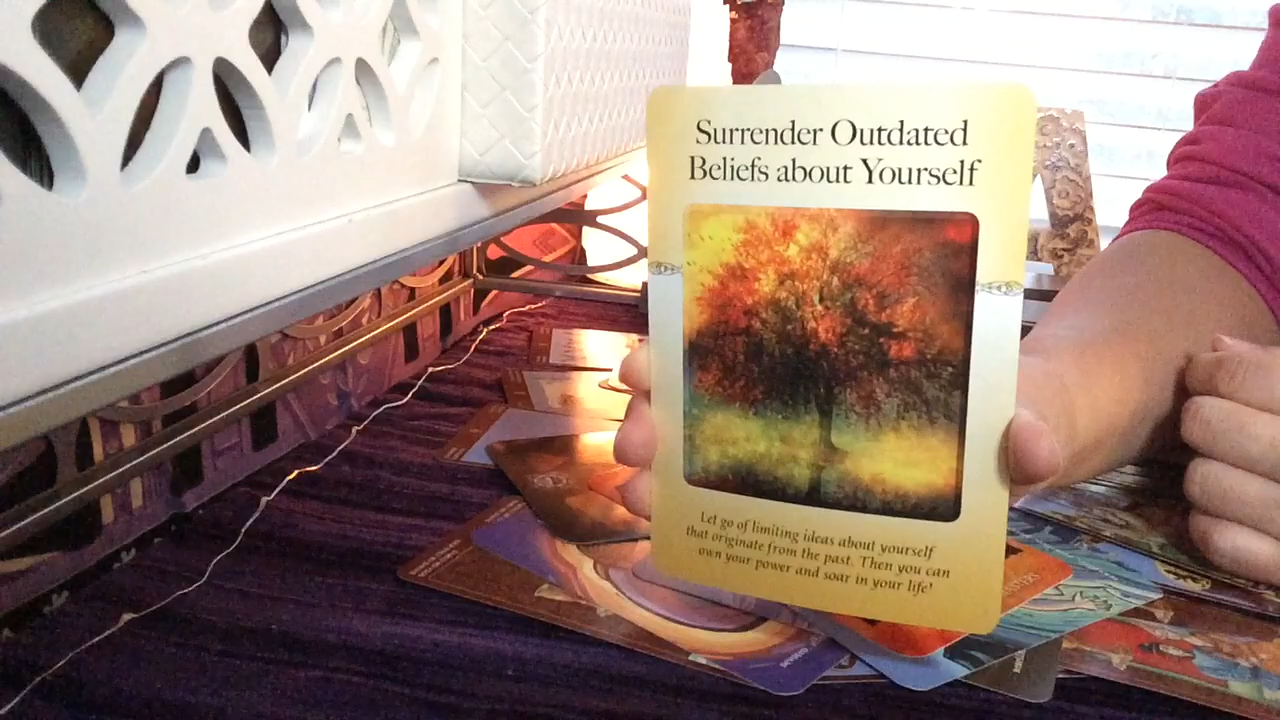 Surrender Outdated
Beliefs about Yourself
Let go of limiting ideas about yourself
that originate from the past. Then you can
own your power and soar in your life!